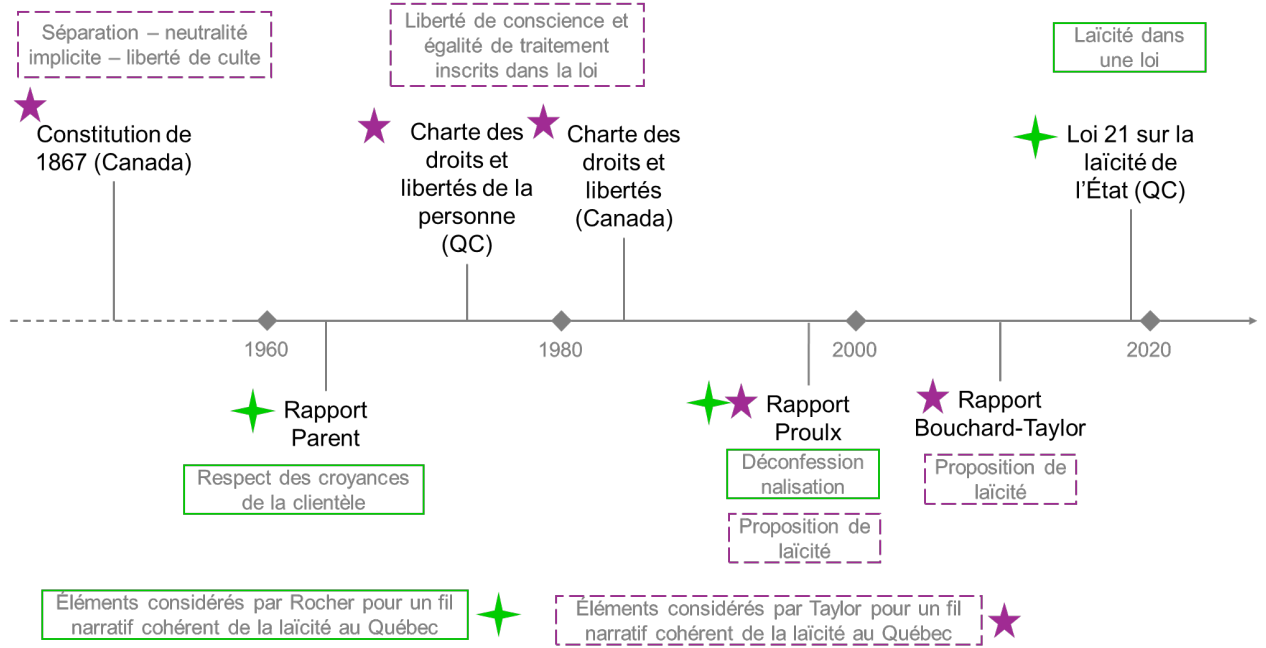 Séparation – neutralité
implicite – liberté de culte
Liberté de conscience et
égalité de traitement
inscrits dans la loi
Laïcité dans
une loi
Constitution de
1867 (Canada)
Charte des
droits et
libertés de la
personne
(QC)
Charte des
droits et
libertés
(Canada)
Loi 21 sur la
laïcité de
l’État (QC)
1960
1980
2000
2020
Rapport
Parent
Respect des croyances
de la clientèle
Rapport
Proulx
Déconfession
nalisation
Proposition de
laïcité
Rapport
Bouchard-Taylor
Proposition de
laïcité
Éléments considérés par Rocher pour un fil
narratif cohérent de la laïcité au Québec
Éléments considérés par Taylor pour un fil
narratif cohérent de la laïcité au Québec